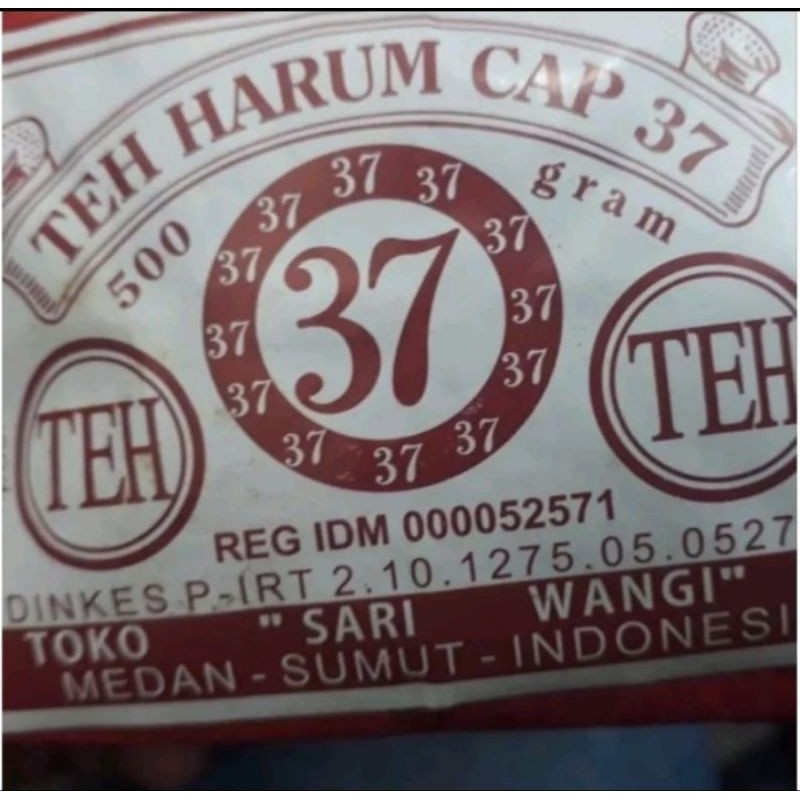 TEH HARUM CAP 37
500 gram
37 37 37 37 37 37 37 37 37 37 37 37
37
TEH
TEH
REG IDM 000052571
DINKES P-IRT 2.10.1275.05.0527
TOKO " SARI WANGI"
MEDAN - SUMUT - INDONESI